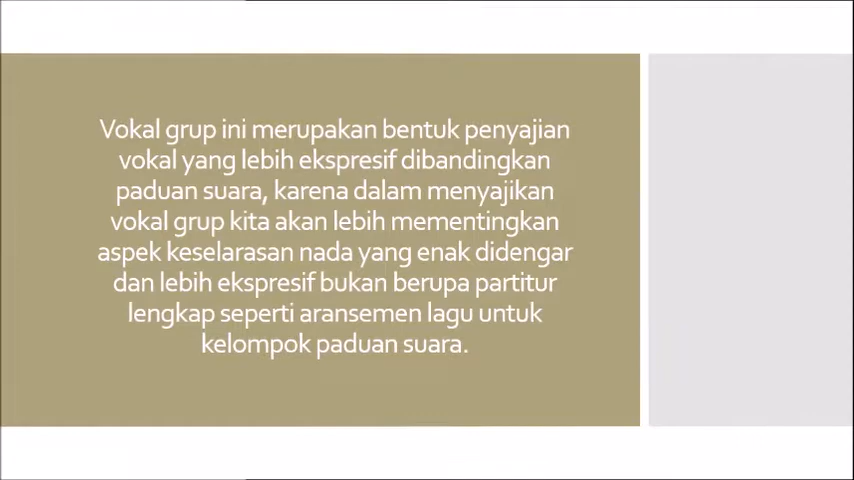 Vokal grup ini merupakan bentuk penyajian
vokal yang lebih ekspresif dibandingkan
paduan suara, karena dalam menyajikan
vokal grup kita akan lebih mementingkan
aspek keselarasan nada yang enak didengar
dan lebih ekspresif bukan berupa partitur
lengkap seperti aransemen lagu untuk
kelompok paduan suara.